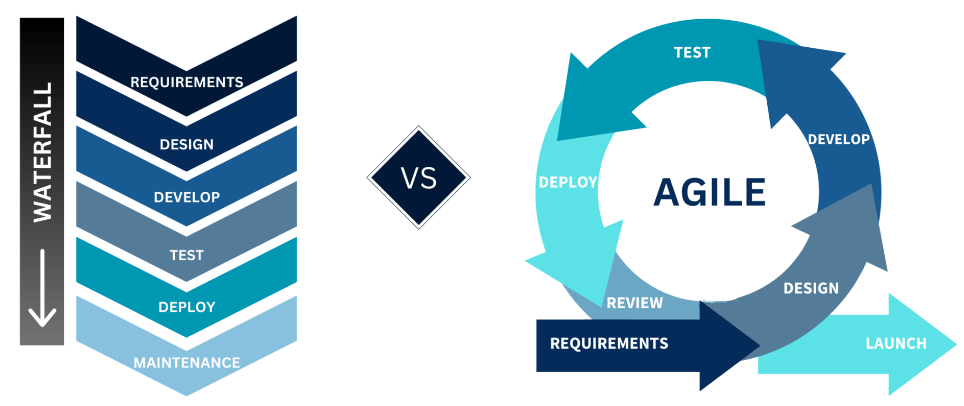 WATERFALL
REQUIREMENTS
DESIGN
DEVELOP
TEST
DEPLOY
MAINTENANCE
VS
AGILE
TEST
DEVELOP
DEPLOY
DESIGN
REVIEW
REQUIREMENTS
LAUNCH